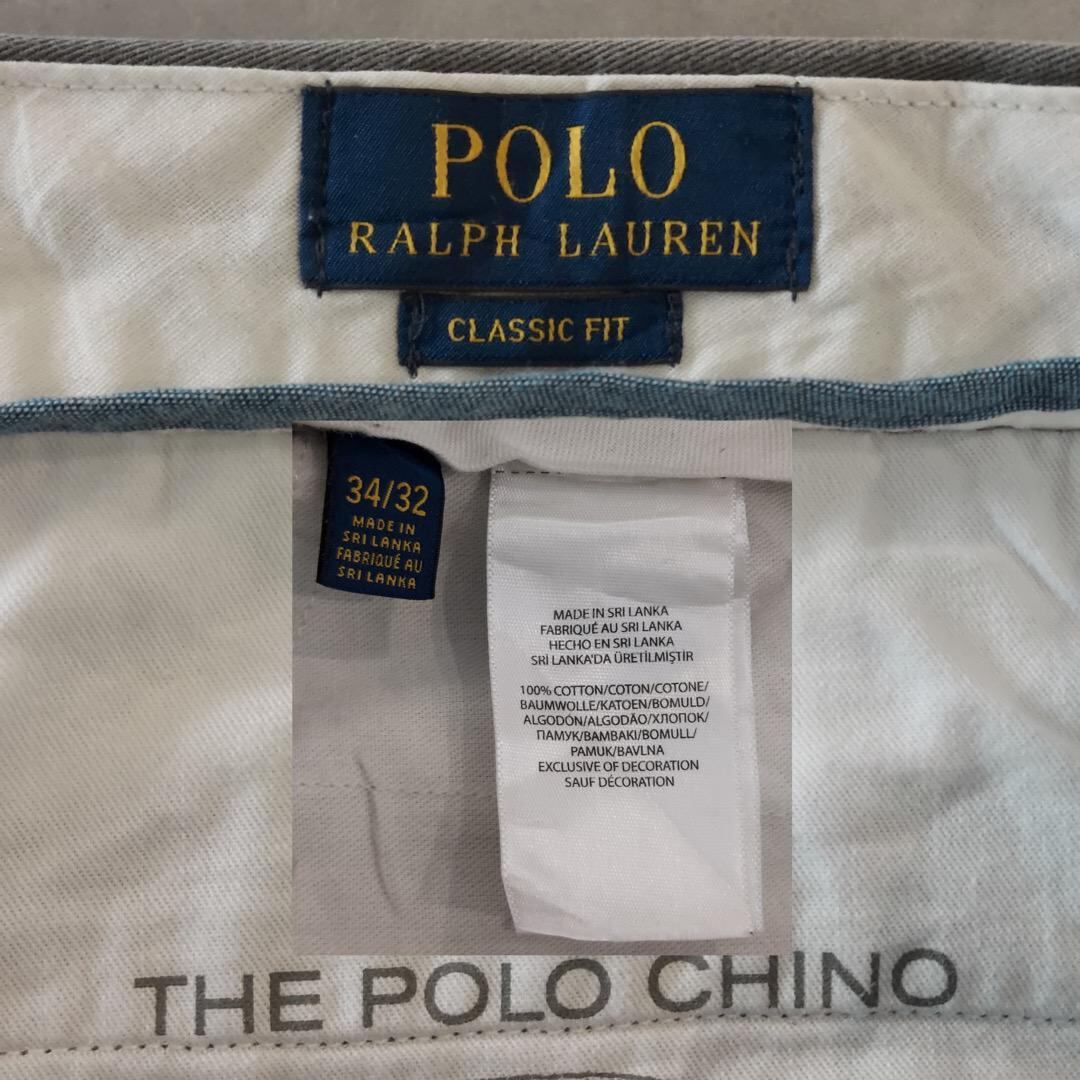 POLO
RALPH LAUREN
CLASSIC FIT
34/32
MADE IN
SRI LANKA
FABRIQUÉ AU
SRI LANKA
MADE IN SRI LANKA
FABRIQUÉ AU SRI LANKA
HECHO EN SRI LANKA
SRİ LANKA'DA ÜRETİLMİŞTİR
100% COTTON/COTON/COTONE/
BAUMWOLLE/KATOEN/BOMULD/
ALGODÓN/ALGODÃO/ХЛОПОК/
ПАМУК/BAMBAKI/BOMULL/
PAMUK/BAVLNA
EXCLUSIVE OF DECORATION
SAUF DÉCORATION
THE POLO CHINO